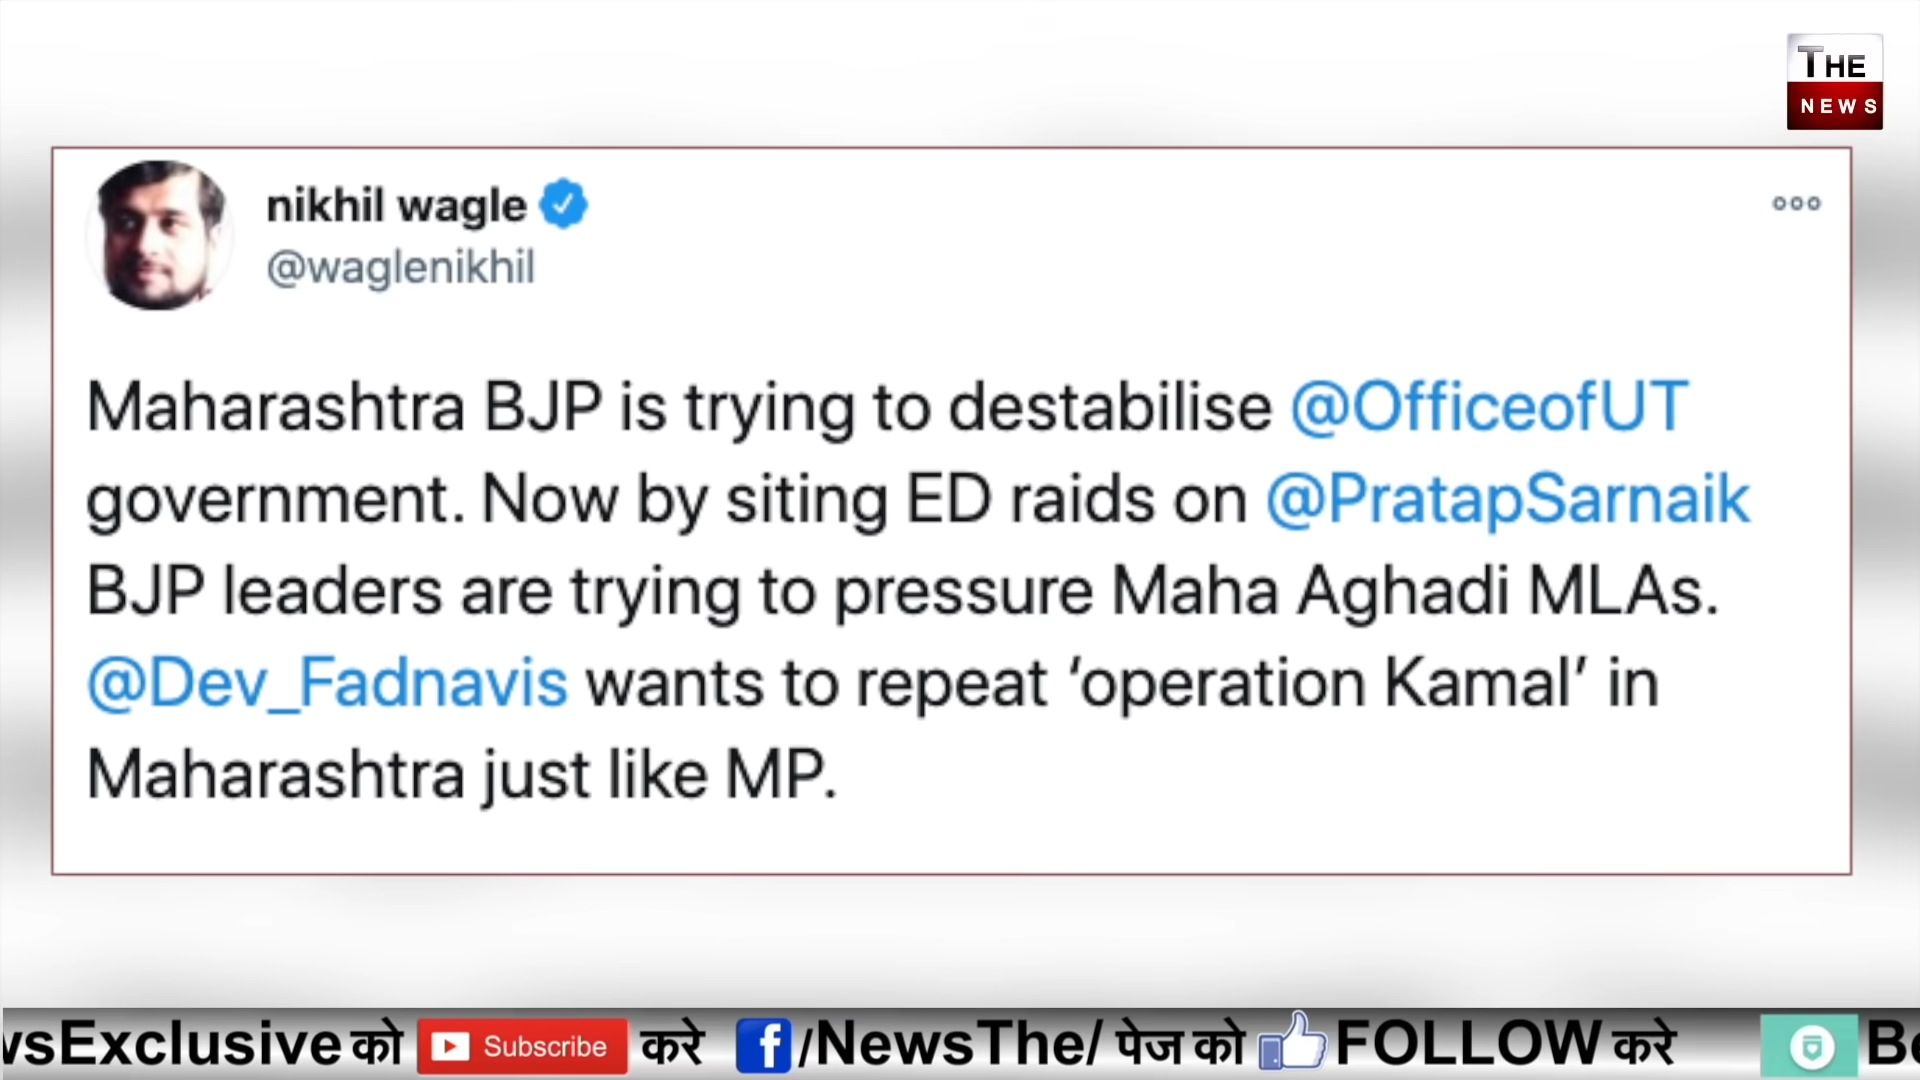 THE
NEWS
nikhil wagle
@waglenikhil
Maharashtra BJP is trying to destabilise @OfficeofUT
government. Now by siting ED raids on @PratapSarnaik
BJP leaders are trying to pressure Maha Aghadi MLAs.
@Dev_Fadnavis wants to repeat ‘operation Kamal’ in
Maharashtra just like MP.
wsExclusive को Subscribe करे f/NewsThe/ पेज को FOLLOW करे